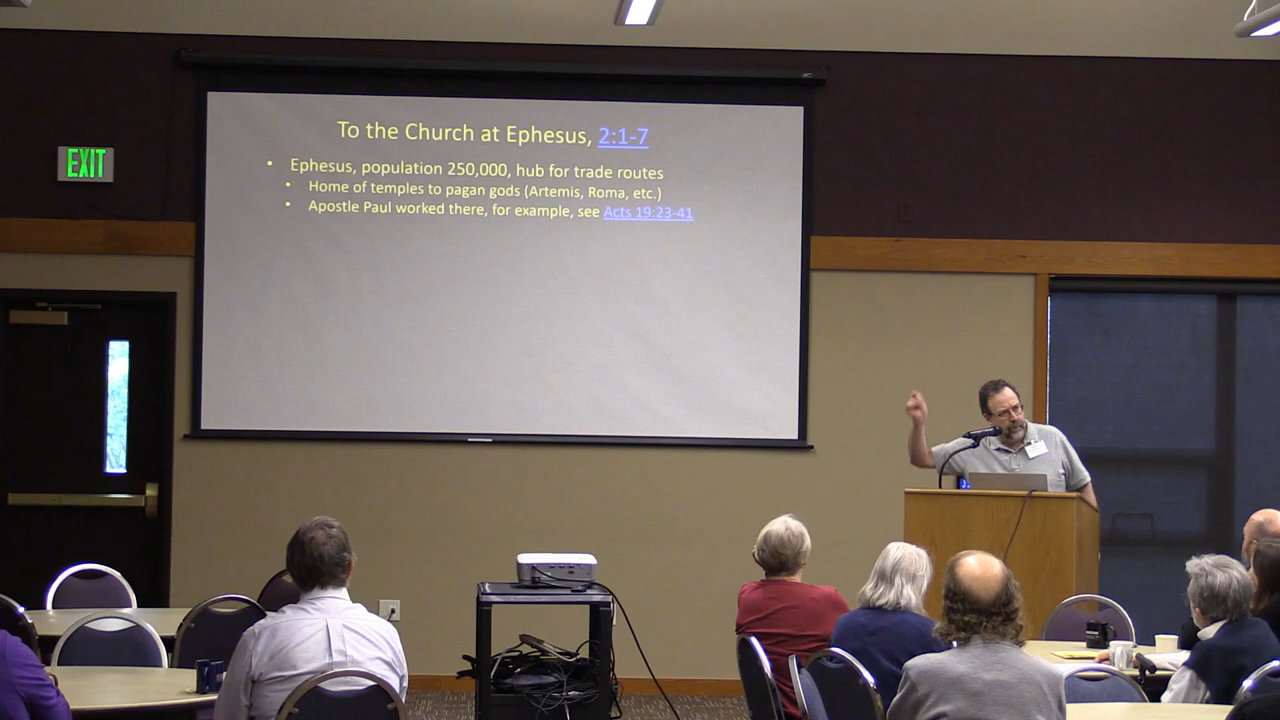 To the Church at Ephesus, 2:1-7
EXIT
• Ephesus, population 250,000, hub for trade routes
• Home of temples to pagan gods (Artemis, Roma, etc.)
• Apostle Paul worked there, for example, see Acts 19:23-41